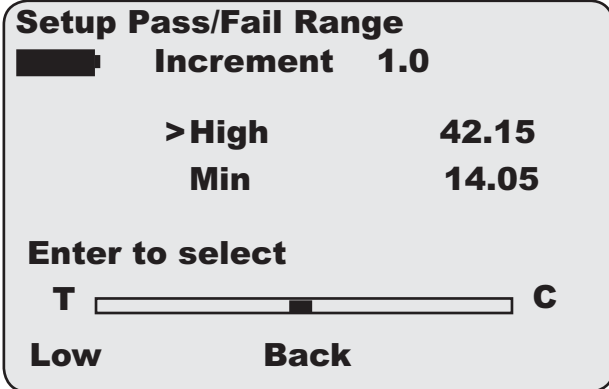 Setup Pass/Fail Range
Increment 1.0
>High 42.15
Min 14.05
Enter to select
T C
Low Back